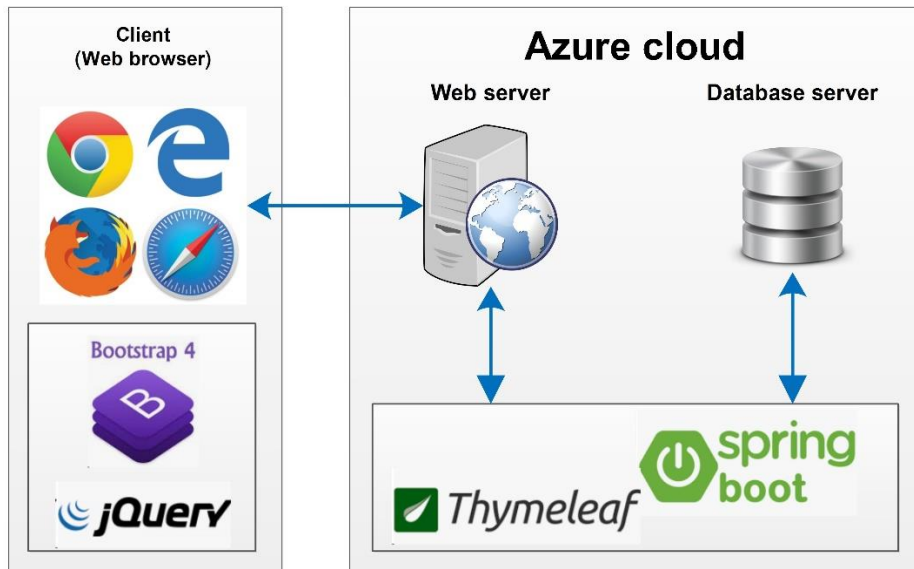 Client
(Web browser)
Azure cloud
Web server
Database server
Bootstrap 4
B
jQuery
Thymeleaf
spring
boot